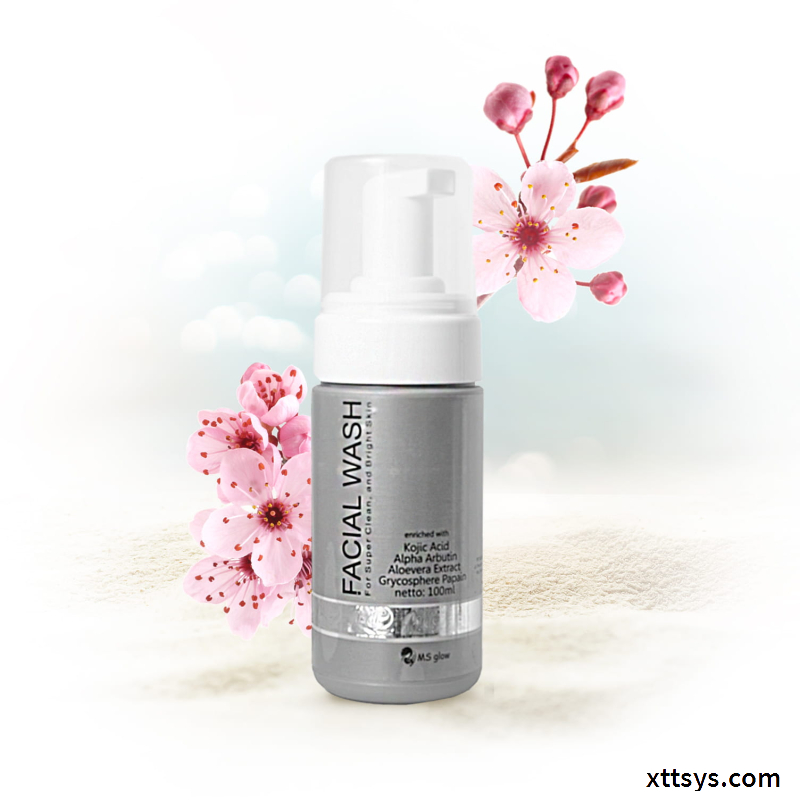 FACIAL WASH
For Super Clean, and Bright Skin
enriched with
Kojic Acid
Alpha Arbutin
Aloevera Extract
Grycosphere Papain
netto: 100ml
MS glow
xttsys.com